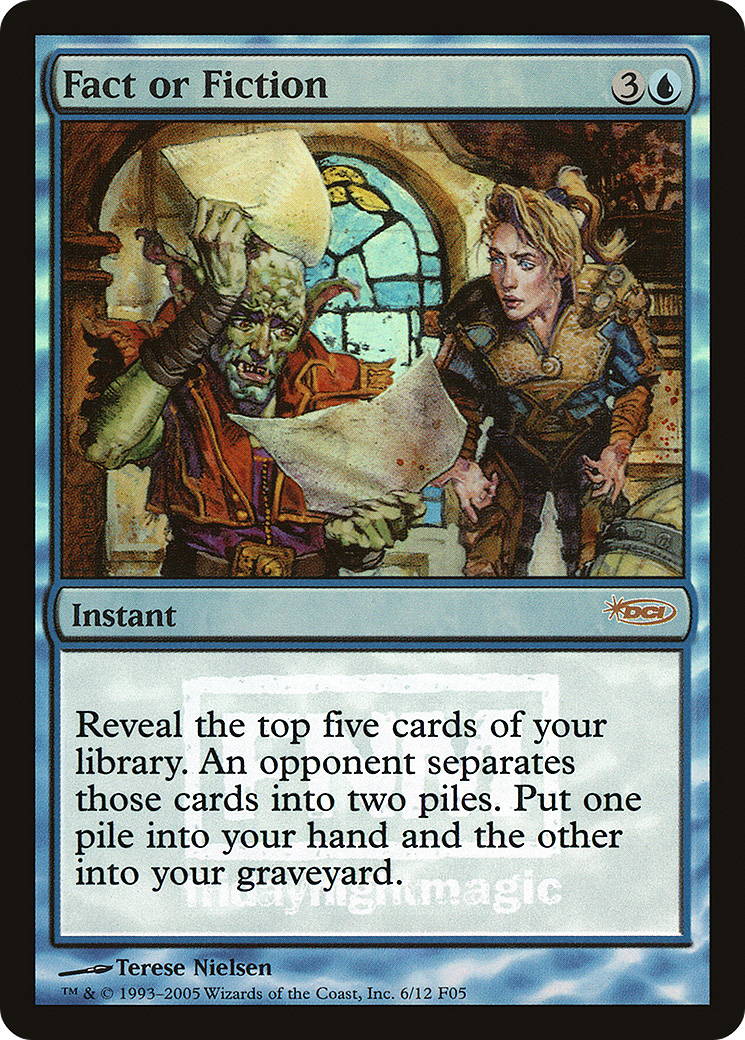 Fact or Fiction
3
Instant
DCI
Reveal the top five cards of your
library. An opponent separates
those cards into two piles. Put one
pile into your hand and the other
into your graveyard.
FNM
fridaynightmagic
Terese Nielsen
™ & © 1993–2005 Wizards of the Coast, Inc. 6/12 F05